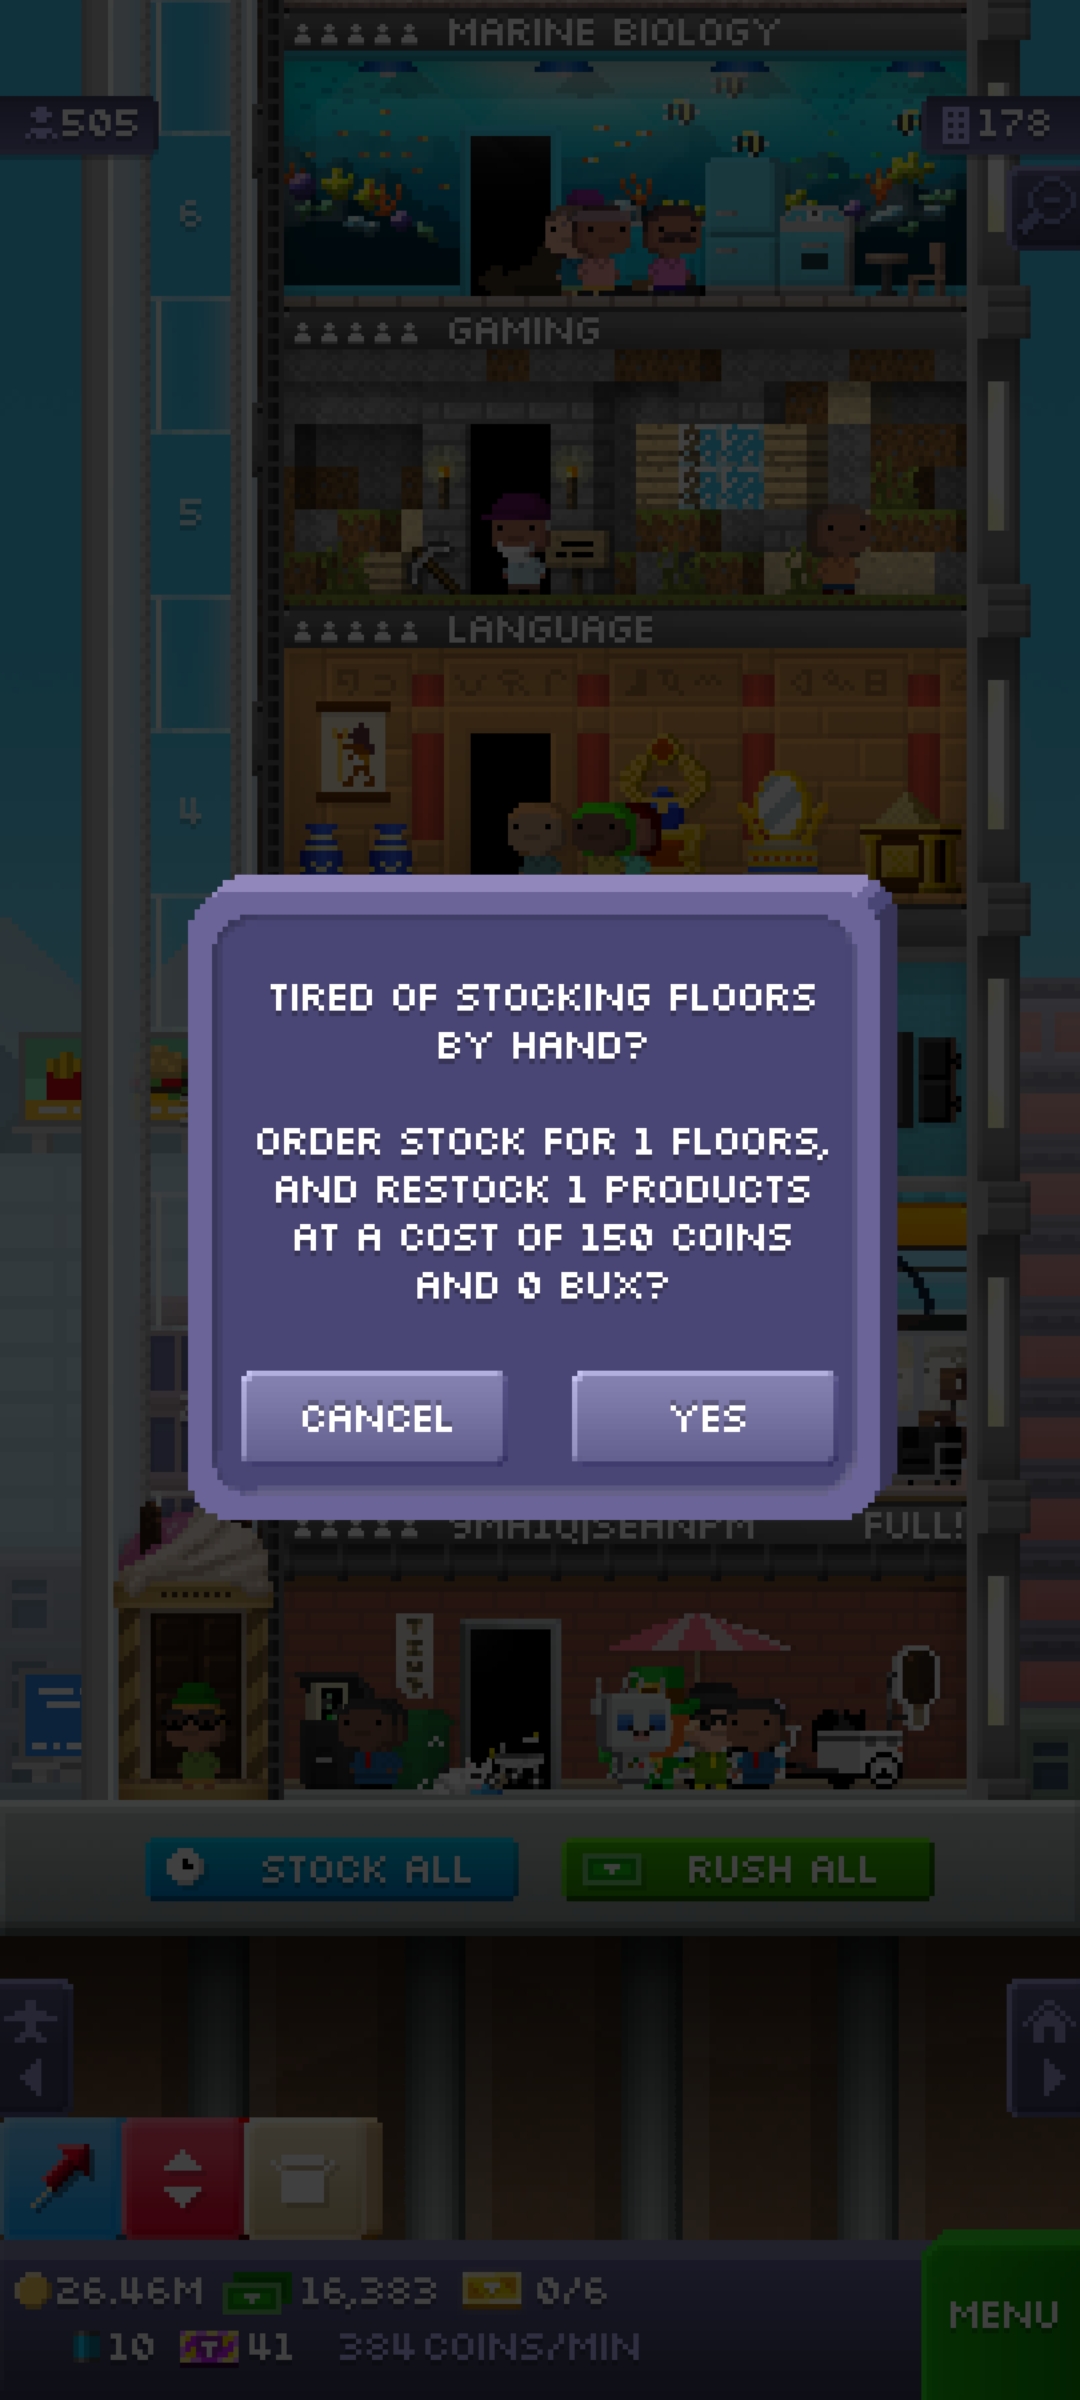 MARINE BIOLOGY
505
178
6
GAMING
5
LANGUAGE
4
TIRED OF STOCKING FLOORS
BY HAND?
ORDER STOCK FOR 1 FLOORS,
AND RESTOCK 1 PRODUCTS
AT A COST OF 150 COINS
AND 0 BUX?
CANCEL
YES
FULL!
TINY
STOCK ALL
RUSH ALL
26.46M
16,383
0/6
MENU
10
41
384 COINS/MIN